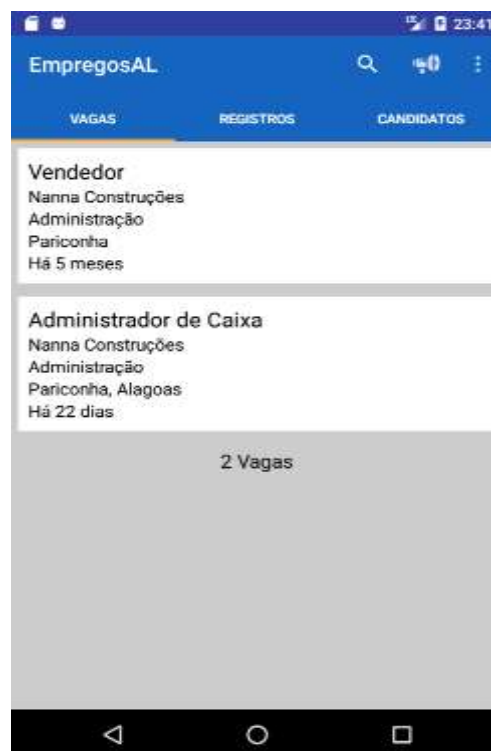 23:41
EmpregosAL
VAGAS REGISTROS CANDIDATOS
Vendedor
Nanna Construções
Administração
Pariconha
Há 5 meses
Administrador de Caixa
Nanna Construções
Administração
Pariconha, Alagoas
Há 22 dias
2 Vagas